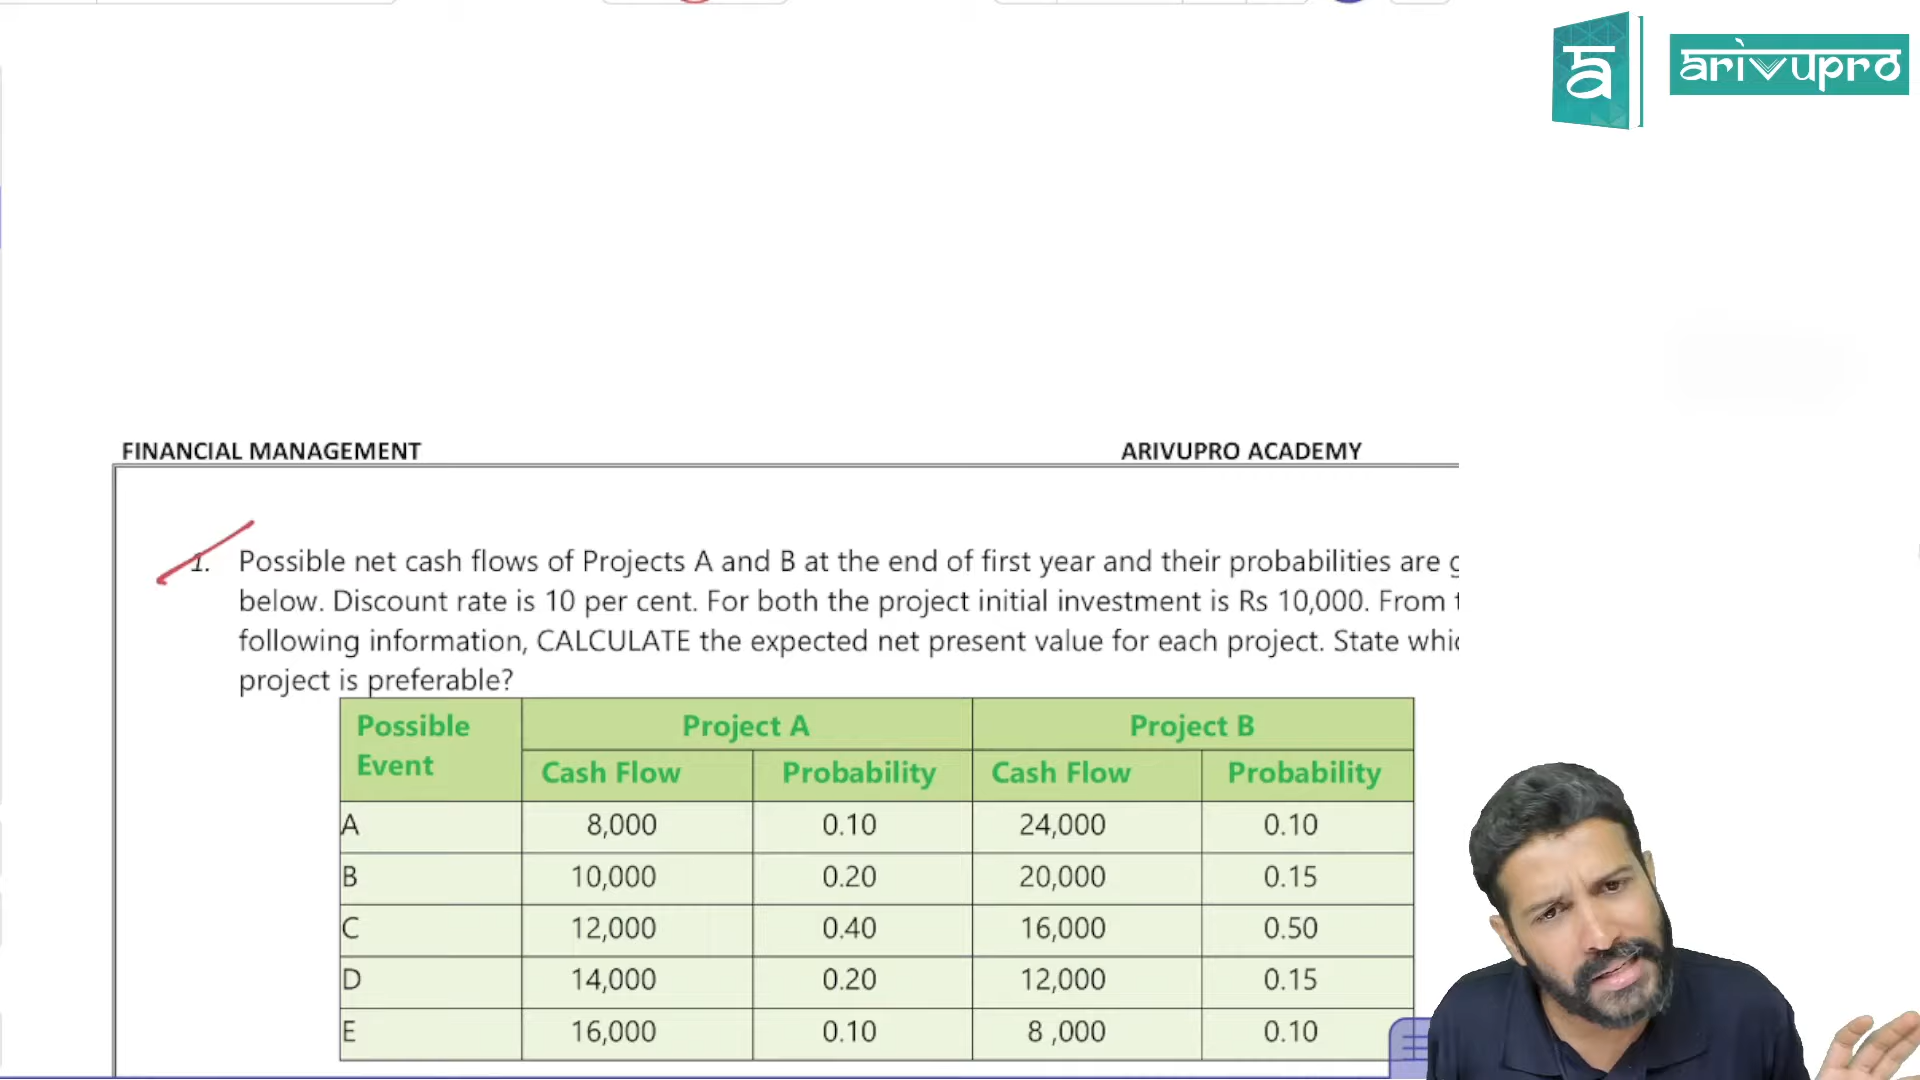 a arivupro
FINANCIAL MANAGEMENT ARIVUPRO ACADEMY
1. Possible net cash flows of Projects A and B at the end of first year and their probabilities are
below. Discount rate is 10 per cent. For both the project initial investment is Rs 10,000. From
following information, CALCULATE the expected net present value for each project. State
project is preferable?
Possible Event Project A Project B
Cash Flow Probability Cash Flow Probability
A 8,000 0.10 24,000 0.10
B 10,000 0.20 20,000 0.15
C 12,000 0.40 16,000 0.50
D 14,000 0.20 12,000 0.15
E 16,000 0.10 8 ,000 0.10